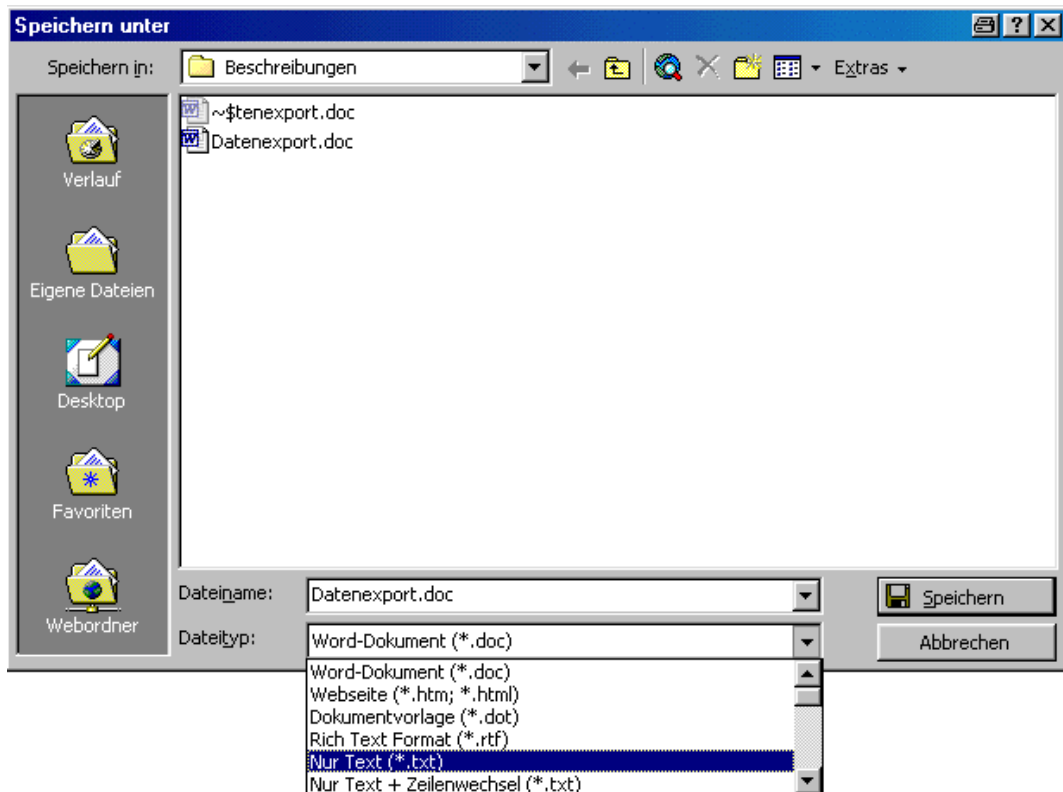 Speichern unter
Speichern in: Beschreibungen Extras
~$tenexport.doc
Datenexport.doc
Verlauf
Eigene Dateien
Desktop
Favoriten
Webordner
Dateiname: Datenexport.doc Speichern
Dateityp: Word-Dokument (*.doc) Abbrechen
Word-Dokument (*.doc)
Webseite (*.htm; *.html)
Dokumentvorlage (*.dot)
Rich Text Format (*.rtf)
Nur Text (*.txt)
Nur Text + Zeilenwechsel (*.txt)